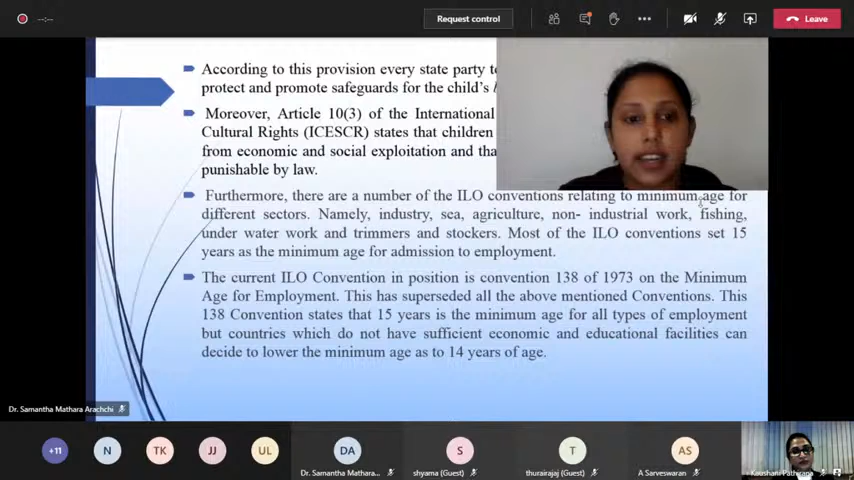 --:--
Request control
Leave
According to this provision every state party to
protect and promote safeguards for the child's
Moreover, Article 10(3) of the International
Cultural Rights (ICESCR) states that children
from economic and social exploitation and tha
punishable by law.
Furthermore, there are a number of the ILO conventions relating to minimum age for
different sectors. Namely, industry, sea, agriculture, non- industrial work, fishing,
under water work and trimmers and stockers. Most of the ILO conventions set 15
years as the minimum age for admission to employment.
The current ILO Convention in position is convention 138 of 1973 on the Minimum
Age for Employment. This has superseded all the above mentioned Conventions. This
138 Convention states that 15 years is the minimum age for all types of employment
but countries which do not have sufficient economic and educational facilities can
decide to lower the minimum age as to 14 years of age.
Dr. Samantha Mathara Arachchi
+11 N TK JJ UL DA S T AS
Dr. Samantha Mathara... shyama (Guest) thurairajaj (Guest) A Sarveswaran Kaushani Pathirana